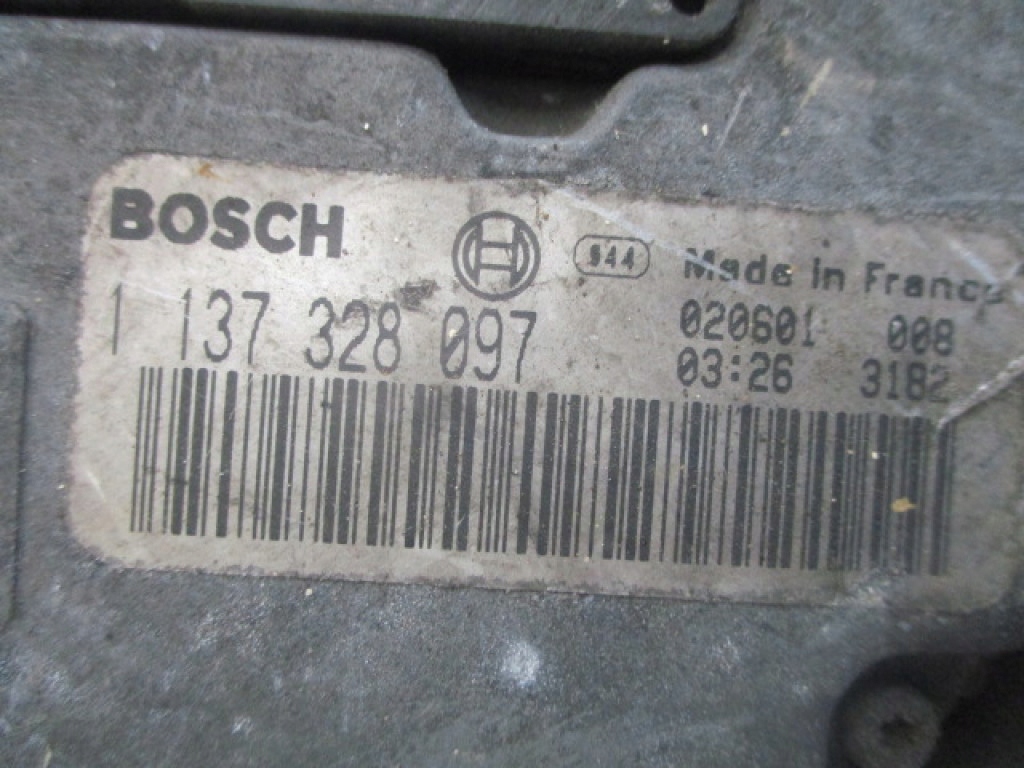 BOSCH
944 Made in France
1 137 328 097
020601 008
03:26 3182